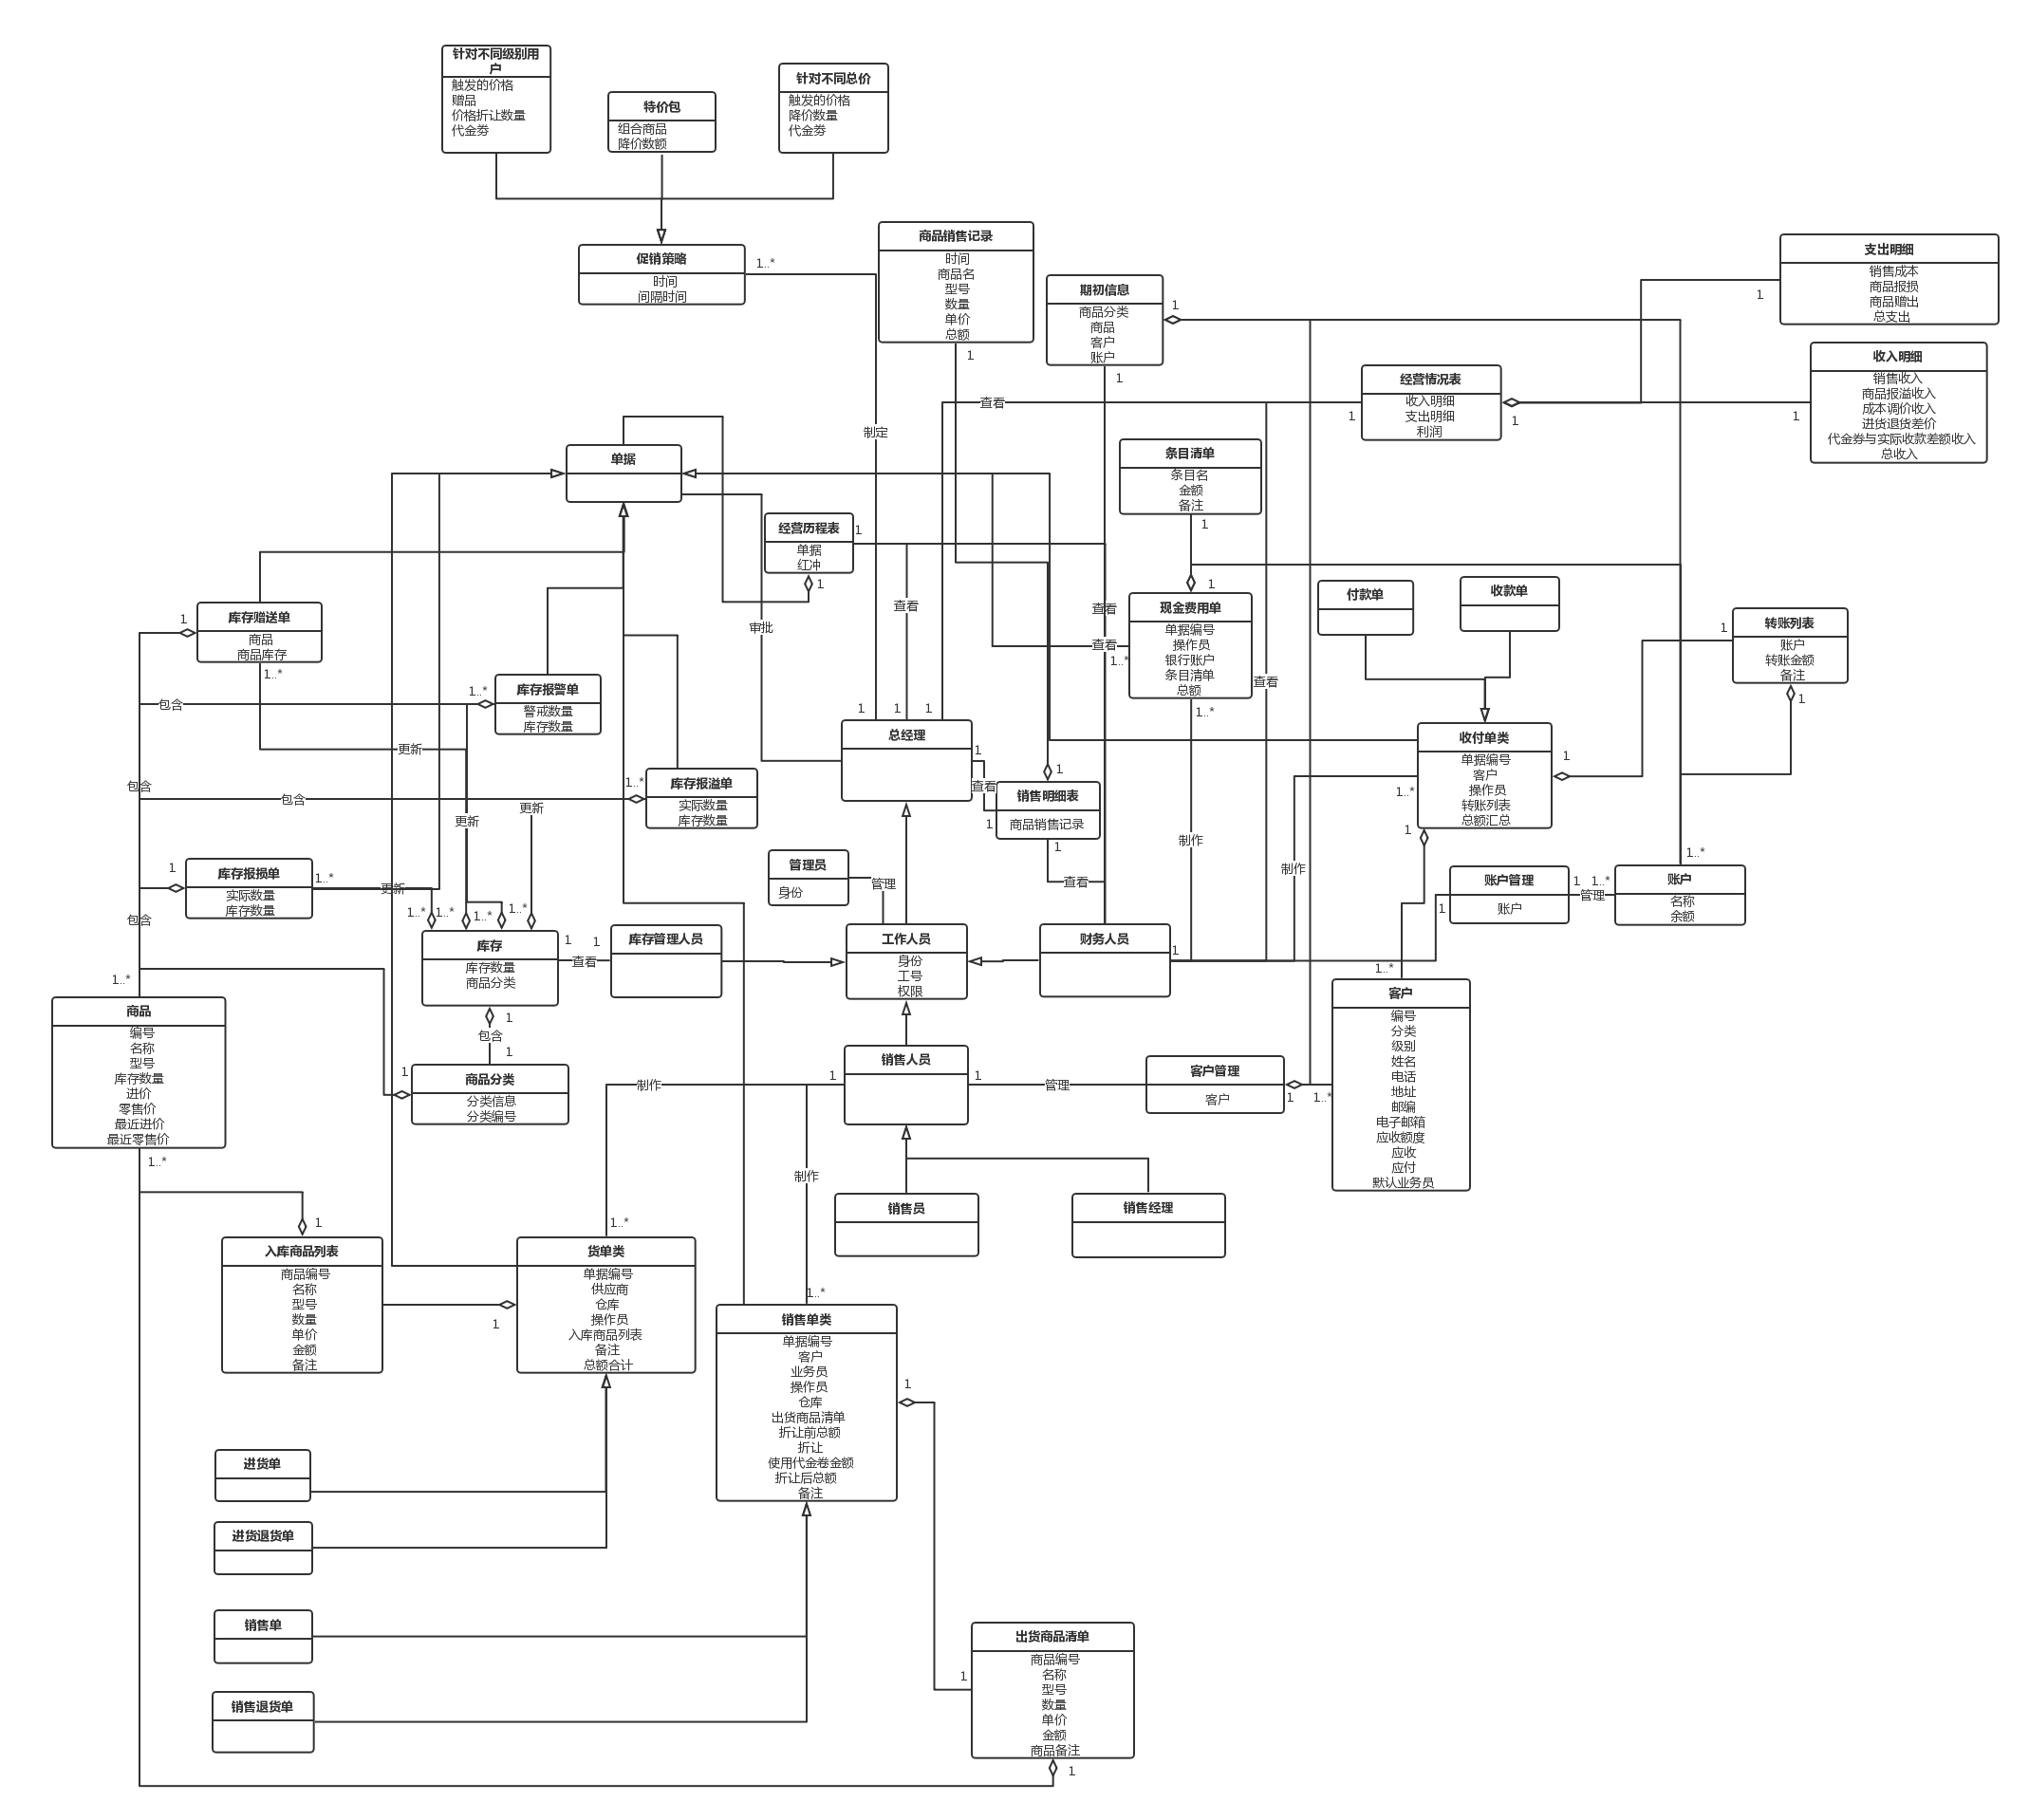 针对不同级别用
户
触发的价格
赠品
价格折让数量
代金券
特价包
组合商品
降价数额
针对不同总价
触发的价格
降价数量
代金券
促销策略
时间
间隔时间
1..*
商品销售记录
时间
商品名
型号
数量
单价
总额
1
期初信息
商品分类
商品
客户
账户
1
1
支出明细
销售成本
商品报损
商品赠出
总支出
1
收入明细
销售收入
商品报溢收入
成本调价收入
进货退货差价
代金券与实际收款差额收入
总收入
1
经营情况表
收入明细
支出明细
利润
1
1
查看
制定
单据
条目清单
条目名
金额
备注
1
经营历程表
单据
红冲
1
1
查看
审批
查看
查看
1
现金费用单
单据编号
操作员
银行账户
条目清单
总额
1..*
1..*
查看
付款单
收款单
转账列表
账户
转账金额
备注
1
1
库存赠送单
商品
商品库存
1
1..*
库存报警单
警戒数量
库存数量
1..*
包含
更新
包含
包含
更新
更新
库存报溢单
实际数量
库存数量
1..*
1
1
1
总经理
1
查看
1
销售明细表
商品销售记录
1
1
查看
收付单类
单据编号
客户
操作员
转账列表
总额汇总
1
1..*
1
制作
制作
库存报损单
实际数量
库存数量
1
1..*
更新
包含
管理员
身份
管理
账户管理
账户
1
1
1..*
管理
账户
名称
余额
1..*
1..*
1..*
1..*
1..*
库存
库存数量
商品分类
1
1
查看
库存管理人员
工作人员
身份
工号
权限
财务人员
1
1..*
客户
编号
分类
级别
姓名
电话
地址
邮编
电子邮箱
应收额度
应收
应付
默认业务员
1..*
商品
编号
名称
型号
库存数量
进价
零售价
最近进价
最近零售价
1..*
1
包含
1
1
商品分类
分类信息
分类编号
销售人员
1
1
制作
管理
客户管理
客户
1
1..*
制作
销售员
销售经理
1
入库商品列表
商品编号
名称
型号
数量
单价
金额
备注
1
1..*
货单类
单据编号
供应商
仓库
操作员
入库商品列表
备注
总额合计
1..*
销售单类
单据编号
客户
业务员
操作员
仓库
出货商品清单
折让前总额
折让
使用代金卷金额
折让后总额
备注
1
进货单
进货退货单
销售单
销售退货单
1
出货商品清单
商品编号
名称
型号
数量
单价
金额
商品备注
1